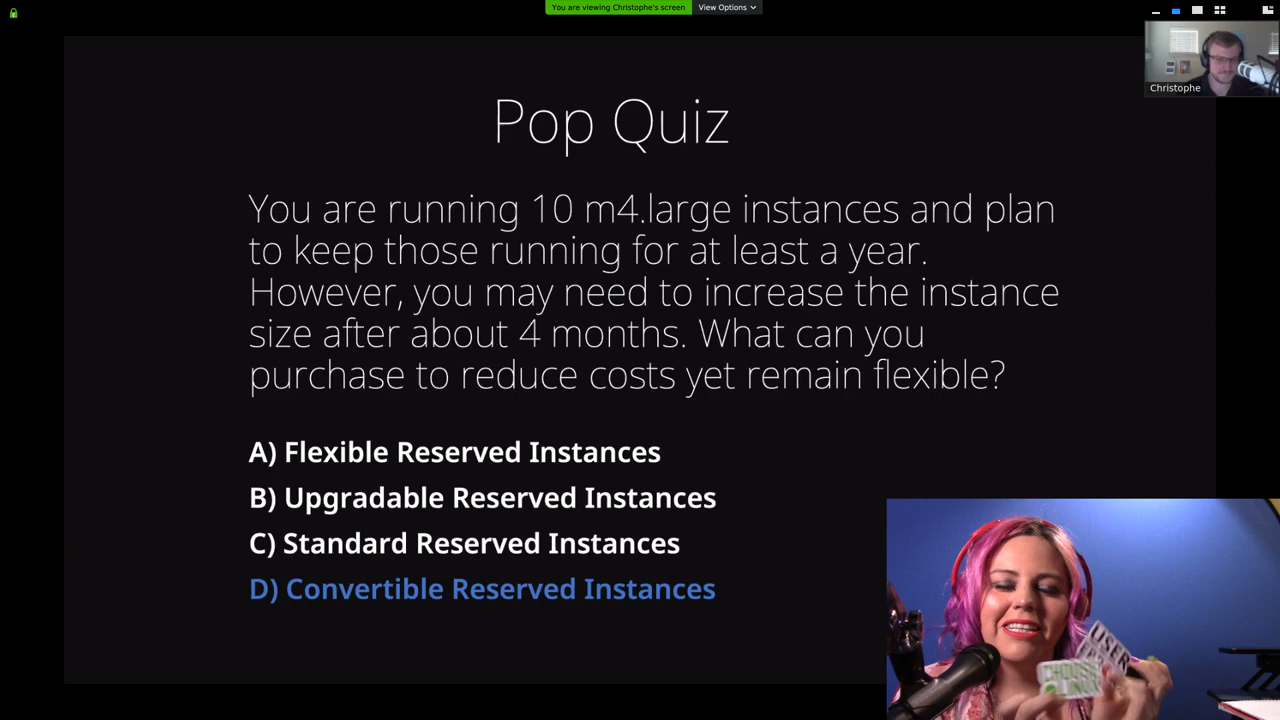 You are viewing Christophe's screen
View Options
Christophe
Pop Quiz
You are running 10 m4.large instances and plan
to keep those running for at least a year.
However, you may need to increase the instance
size after about 4 months. What can you
purchase to reduce costs yet remain flexible?
A) Flexible Reserved Instances
B) Upgradable Reserved Instances
C) Standard Reserved Instances
D) Convertible Reserved Instances
USER
CHOOSE
LINUX